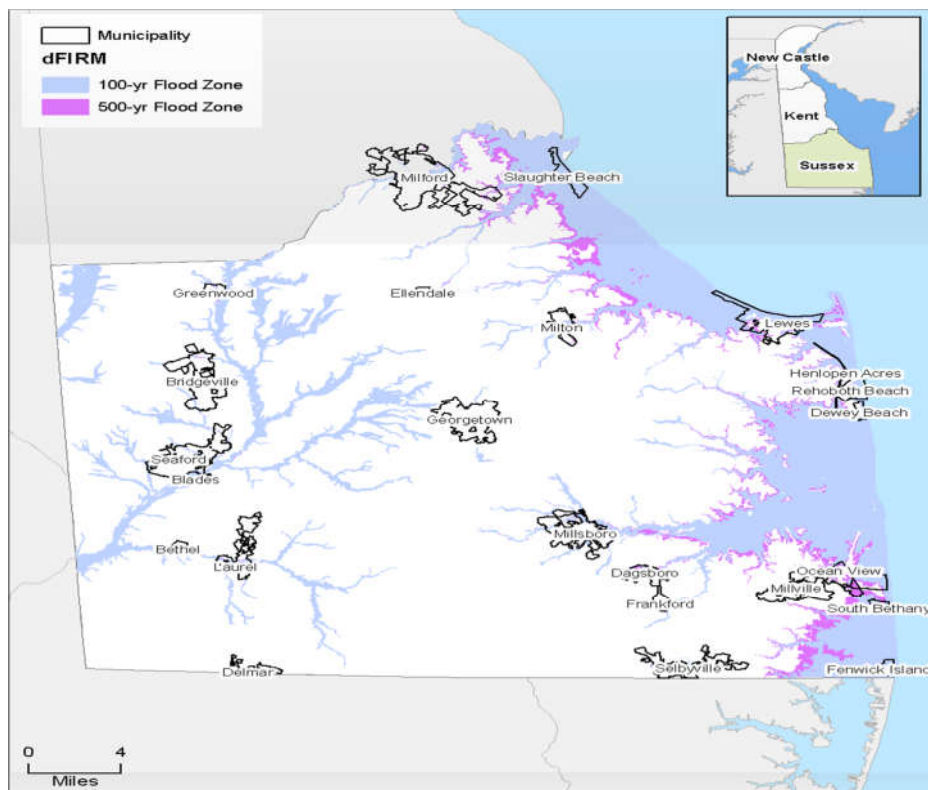 Municipality
dFIRM
100-yr Flood Zone
500-yr Flood Zone
New Castle
Kent
Sussex
Milford
Slaughter Beach
Greenwood
Ellendale
Milton
Lewes
Bridgeville
Henlopen Acres
Rehoboth Beach
Dewey Beach
Georgetown
Seaford
Blades
Millsboro
Bethel
Laurel
Dagsboro
Ocean View
Millville
Frankford
South Bethany
Delmar
Selbyville
Fenwick Island
0 4
Miles